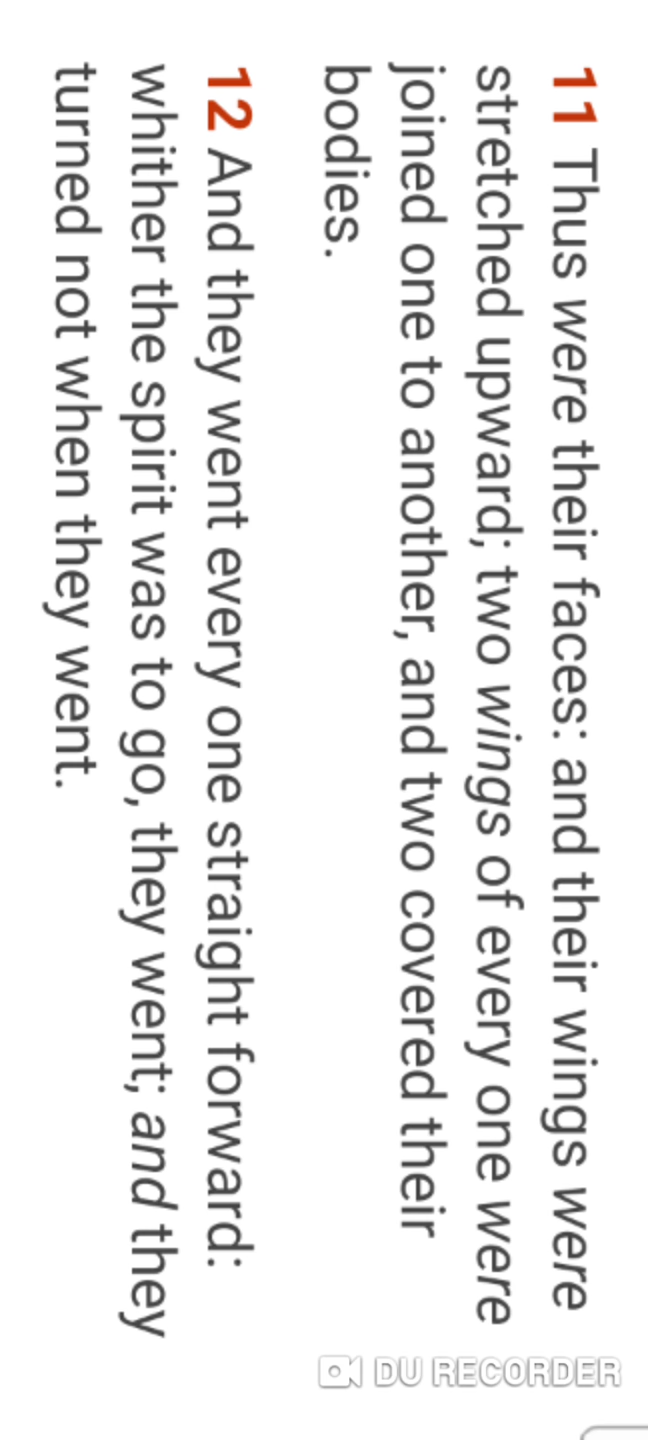 11 Thus were their faces: and their wings were
stretched upward; two wings of every one were
joined one to another, and two covered their
bodies.
12 And they went every one straight forward:
whither the spirit was to go, they went; and they
turned not when they went.
DU RECORDER